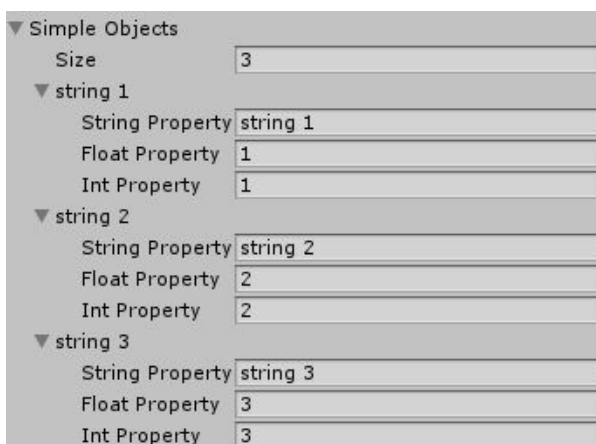 Simple Objects
Size 3
string 1
String Property string 1
Float Property 1
Int Property 1
string 2
String Property string 2
Float Property 2
Int Property 2
string 3
String Property string 3
Float Property 3
Int Property 3